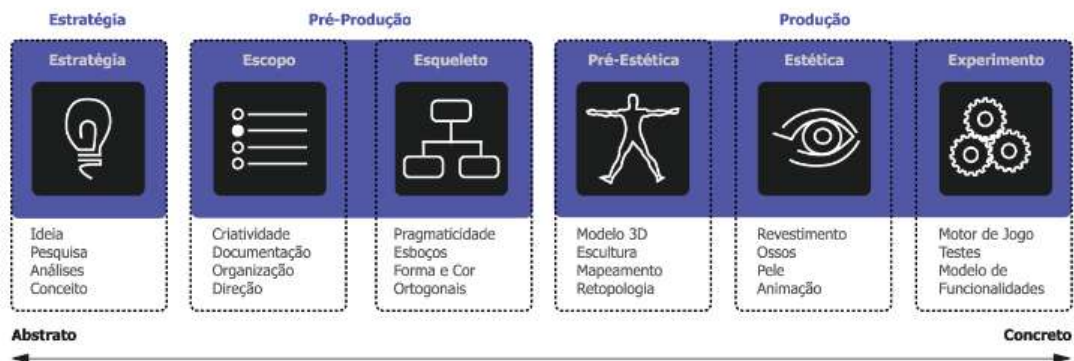 Estratégia
Pré-Produção
Produção
Estratégia
Escopo
Esqueleto
Pré-Estética
Estética
Experimento
Ideia
Pesquisa
Análises
Conceito
Criatividade
Documentação
Organização
Direção
Pragmaticidade
Esboços
Forma e Cor
Ortogonais
Modelo 3D
Escultura
Mapeamento
Retopologia
Revestimento
Ossos
Pele
Animação
Motor de Jogo
Testes
Modelo de
Funcionalidades
Abstrato
Concreto